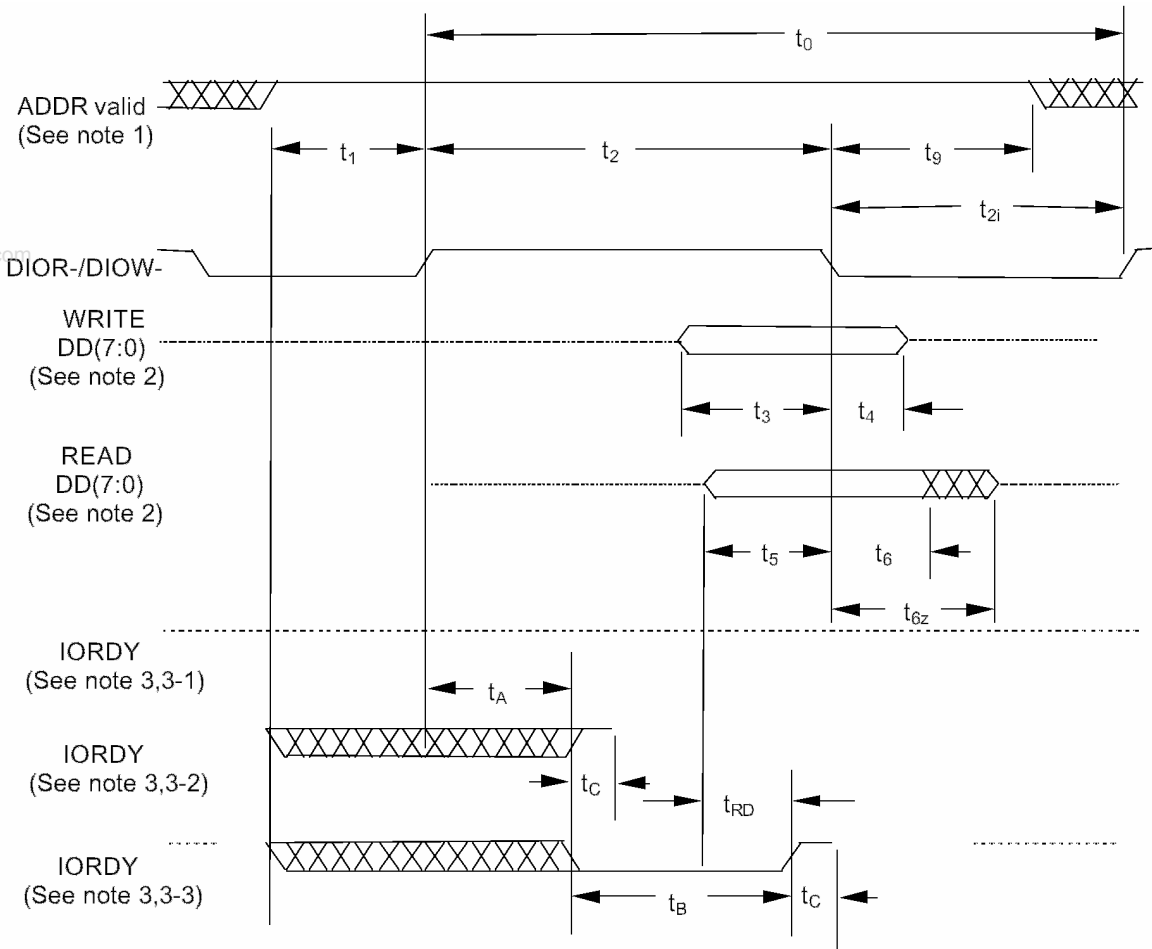 t0
ADDR valid
(See note 1)
t1
t2
t9
t2i
com
DIOR-/DIOW-
WRITE
DD(7:0)
(See note 2)
t3
t4
READ
DD(7:0)
(See note 2)
t5
t6
t6z
IORDY
(See note 3,3-1)
tA
IORDY
(See note 3,3-2)
tC
tRD
IORDY
(See note 3,3-3)
tB
tC